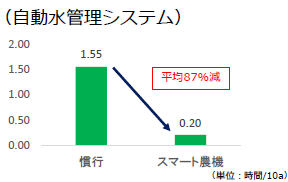 （自動水管理システム）
2.00
1.50
1.00
0.50
0.00
1.55
平均87%減
0.20
慣行
スマート農機
（単位：時間/10a）